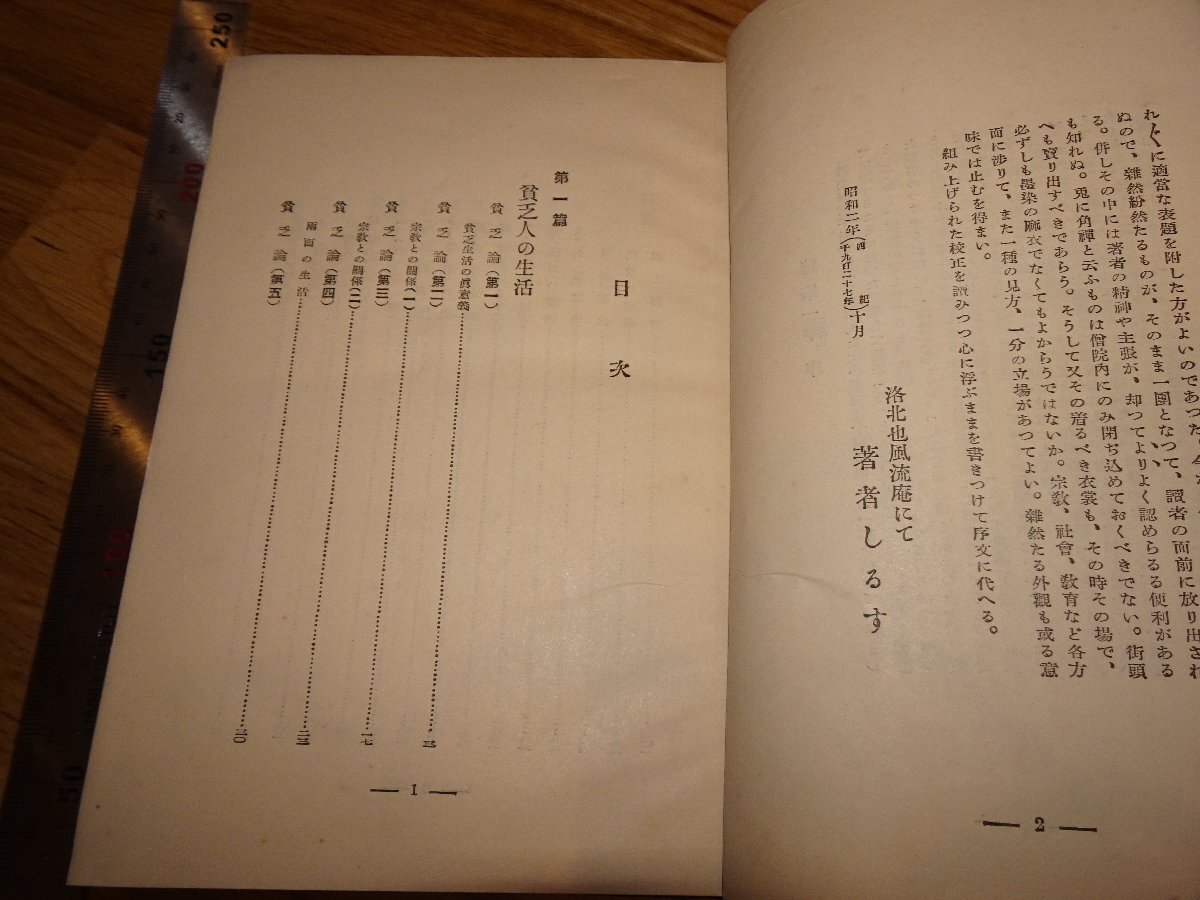 れ〴〵に適當な表題を附した方がよいのであつた。
ぬので、雜然紛然たるものが、そのまま一團となつて、讀者の面前に放り出され
る。併しその中には著者の精神や主張が、却つてよりよく認めらるる便利がある
も知れぬ。兎に角禪と云ふものは僧院内にのみ閉ぢ込めておくべきでない。街頭
へも賣り出すべきであらう。そうして又その着るべき衣裳も、その時その場で、
必ずしも墨染の麻衣でなくてもよからうではないか。宗敎、社會、敎育など各方
面に涉りて、また一種の見方、一分の立場があつてよい。雜然たる外觀も或る意
味では止むを得まい。
組み上げられた校正を讀みつつ心に浮ぶままを書きつけて序文に代へる。
昭和二年(西紀千九百二十七年)十月
洛北也風流庵にて
著者しるす
2
目次
第一篇
貧乏人の生活
貧乏論(第一)
貧乏生活の眞意義
三
貧乏論(第二)
宗敎との關係(一)
一七
貧乏論(第三)
宗敎との關係(二)
二三
貧乏論(第四)
兩面の生活
三〇
貧乏論(第五)
1
250
200
150
100
50